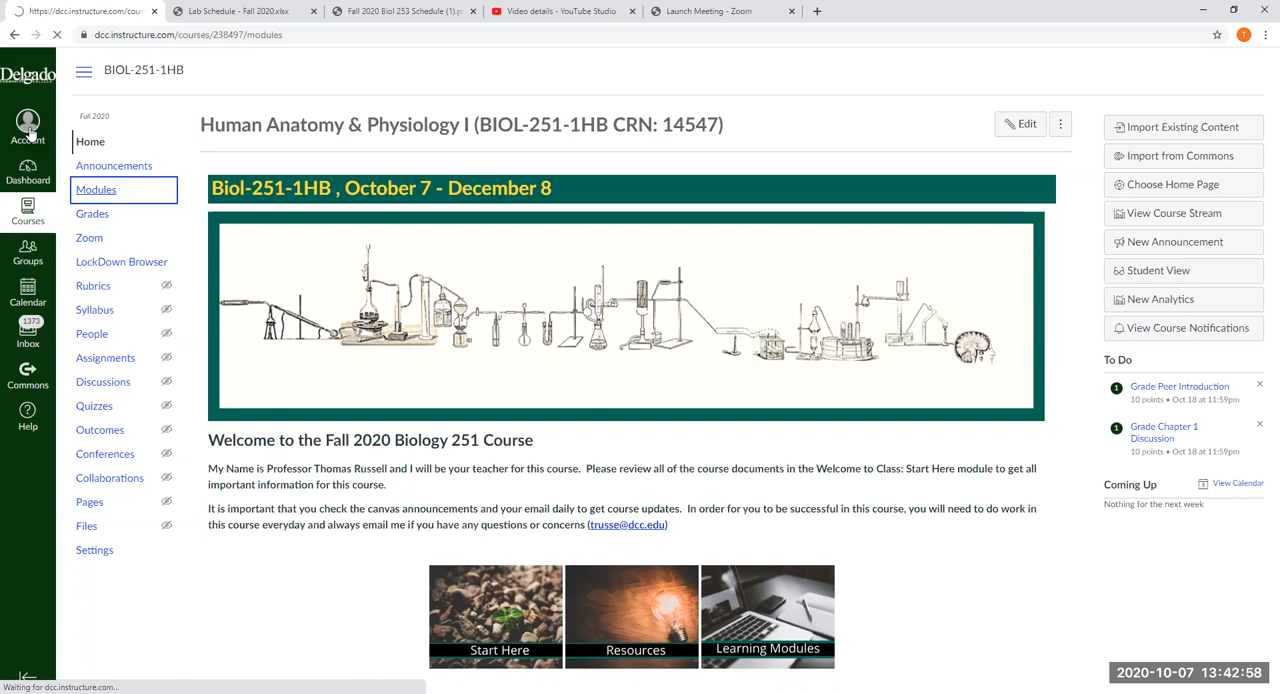 https://dcc.instructure.com/cour
Lab Schedule - Fall 2020.xlsx
Fall 2020 Biol 253 Schedule (1).p
Video details - YouTube Studio
Launch Meeting - Zoom
dcc.instructure.com/courses/238497/modules
T
Delgado
BIOL-251-1HB
Account
Dashboard
Courses
Groups
Calendar
1373
Inbox
Commons
Help
Fall 2020
Home
Announcements
Modules
Grades
Zoom
LockDown Browser
Rubrics
Syllabus
People
Assignments
Discussions
Quizzes
Outcomes
Conferences
Collaborations
Pages
Files
Settings
Human Anatomy & Physiology I (BIOL-251-1HB CRN: 14547)
Edit
Biol-251-1HB , October 7 - December 8
Welcome to the Fall 2020 Biology 251 Course
My Name is Professor Thomas Russell and I will be your teacher for this course. Please review all of the course documents in the Welcome to Class: Start Here module to get all
important information for this course.
It is important that you check the canvas announcements and your email daily to get course updates. In order for you to be successful in this course, you will need to do work in
this course everyday and always email me if you have any questions or concerns (trusse@dcc.edu)
Start Here
Resources
Learning Modules
Import Existing Content
Import from Commons
Choose Home Page
View Course Stream
New Announcement
Student View
New Analytics
View Course Notifications
To Do
1
Grade Peer Introduction
10 points • Oct 18 at 11:59pm
1
Grade Chapter 1
Discussion
10 points • Oct 18 at 11:59pm
Coming Up
View Calendar
Nothing for the next week
Waiting for dcc.instructure.com...
2020-10-07 13:42:58